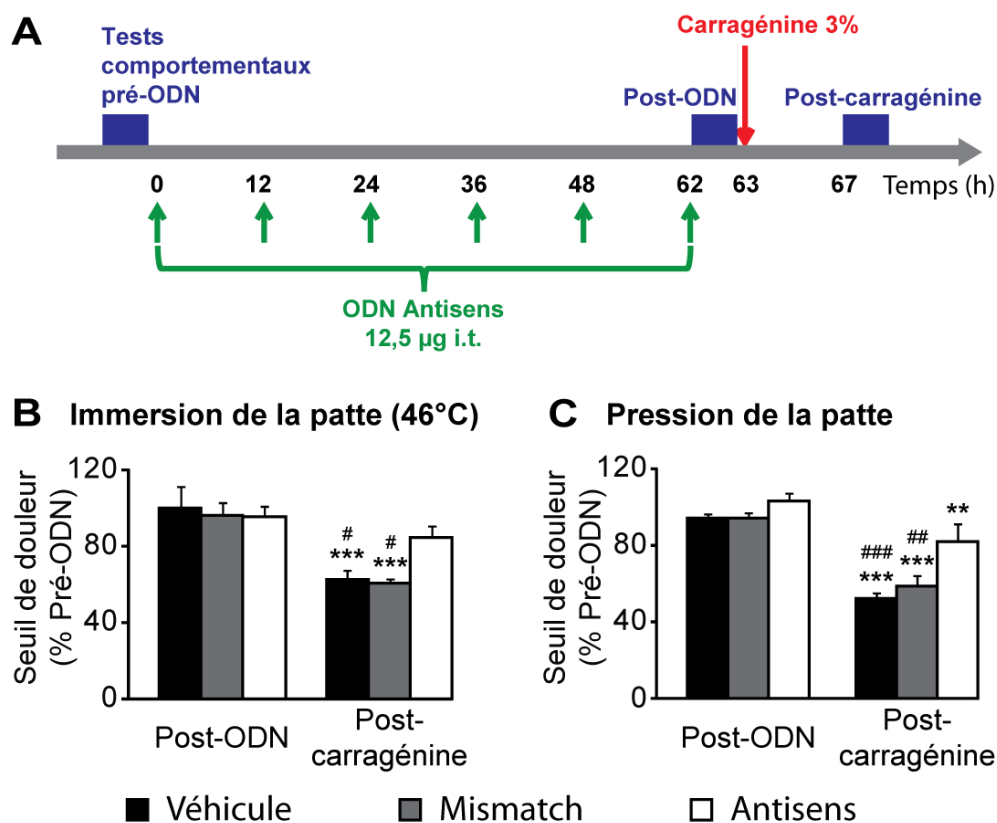 A
Tests
comportementaux
pré-ODN
Carragénine 3%
Post-ODN
Post-carragénine
0 12 24 36 48 62 63 67 Temps (h)
ODN Antisens
12,5 µg i.t.
B Immersion de la patte (46°C)
Seuil de douleur
(% Pré-ODN)
120
80
40
0
#
***
#
***
Post-ODN
Post-
carragénine
C Pression de la patte
Seuil de douleur
(% Pré-ODN)
120
80
40
0
###
***
##
***
**
Post-ODN
Post-
carragénine
Véhicule
Mismatch
Antisens